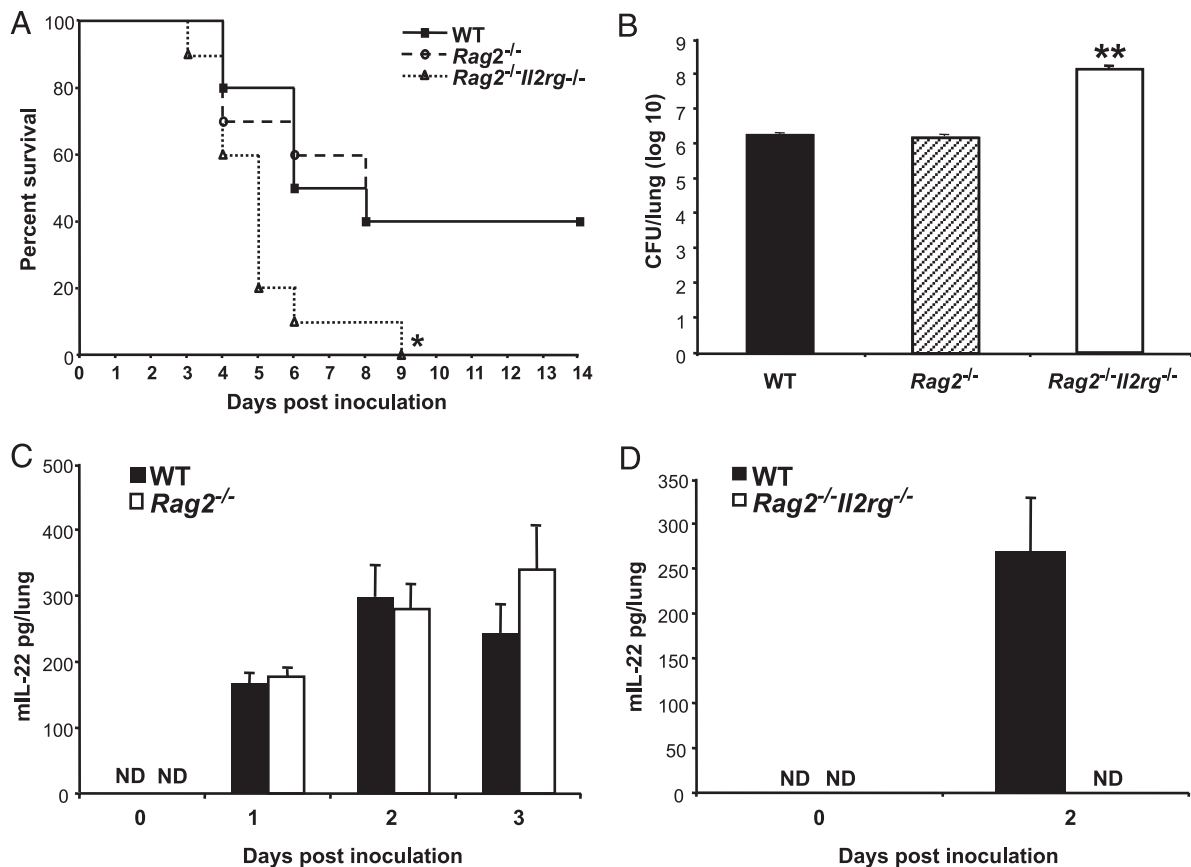 A
100
80
60
40
20
0
Percent survival
WT
Rag2-/-
Rag2-/-Il2rg-/-
*
0 1 2 3 4 5 6 7 8 9 10 11 12 13 14
Days post inoculation
B
9
8
7
6
5
4
3
2
1
0
CFU/lung (log 10)
**
WT Rag2-/- Rag2-/-Il2rg-/-
C
500
400
300
200
100
0
mIL-22 pg/lung
WT
Rag2-/-
ND ND
0 1 2 3
Days post inoculation
D
350
300
250
200
150
100
50
0
mIL-22 pg/lung
WT
Rag2-/-Il2rg-/-
ND ND ND
0 2
Days post inoculation